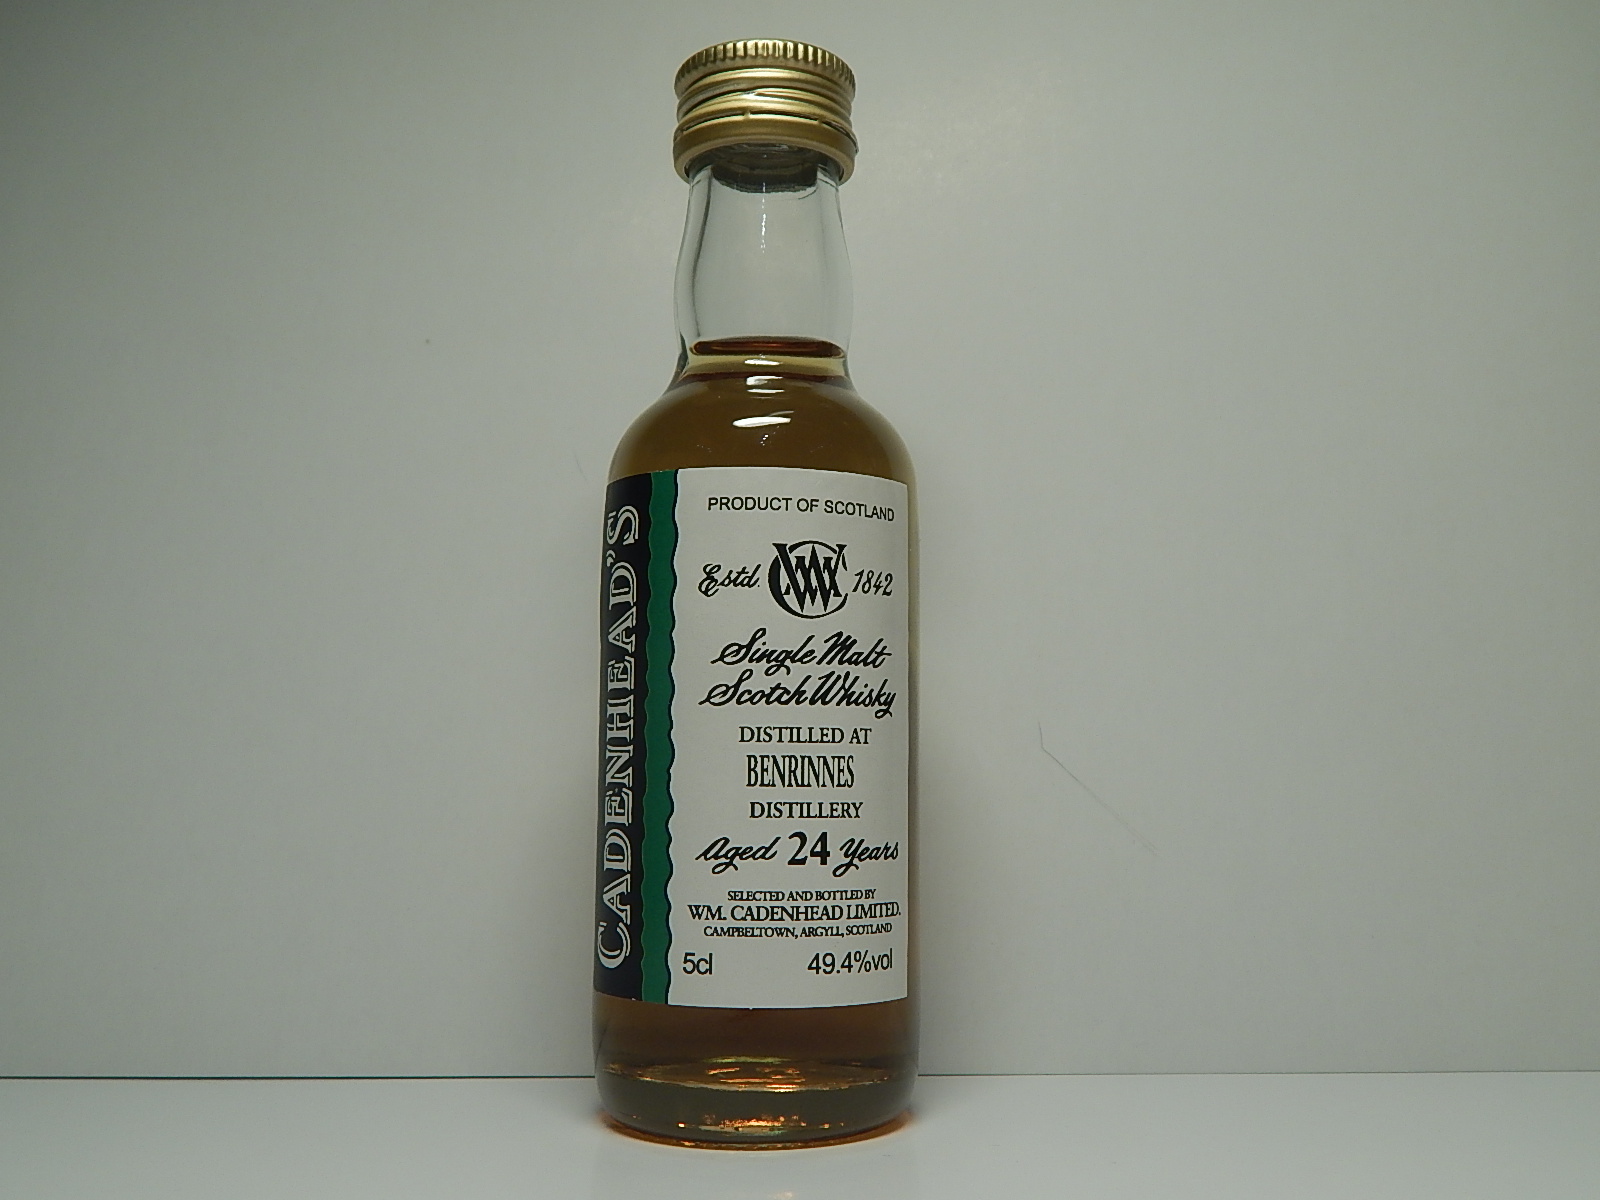 CADENHEAD'S
PRODUCT OF SCOTLAND
Estd. WC 1842
Single Malt
Scotch Whisky
DISTILLED AT
BENRINNES
DISTILLERY
Aged 24 Years
SELECTED AND BOTTLED BY
WM. CADENHEAD LIMITED.
CAMPBELTOWN, ARGYLL, SCOTLAND
5cl 49.4%vol